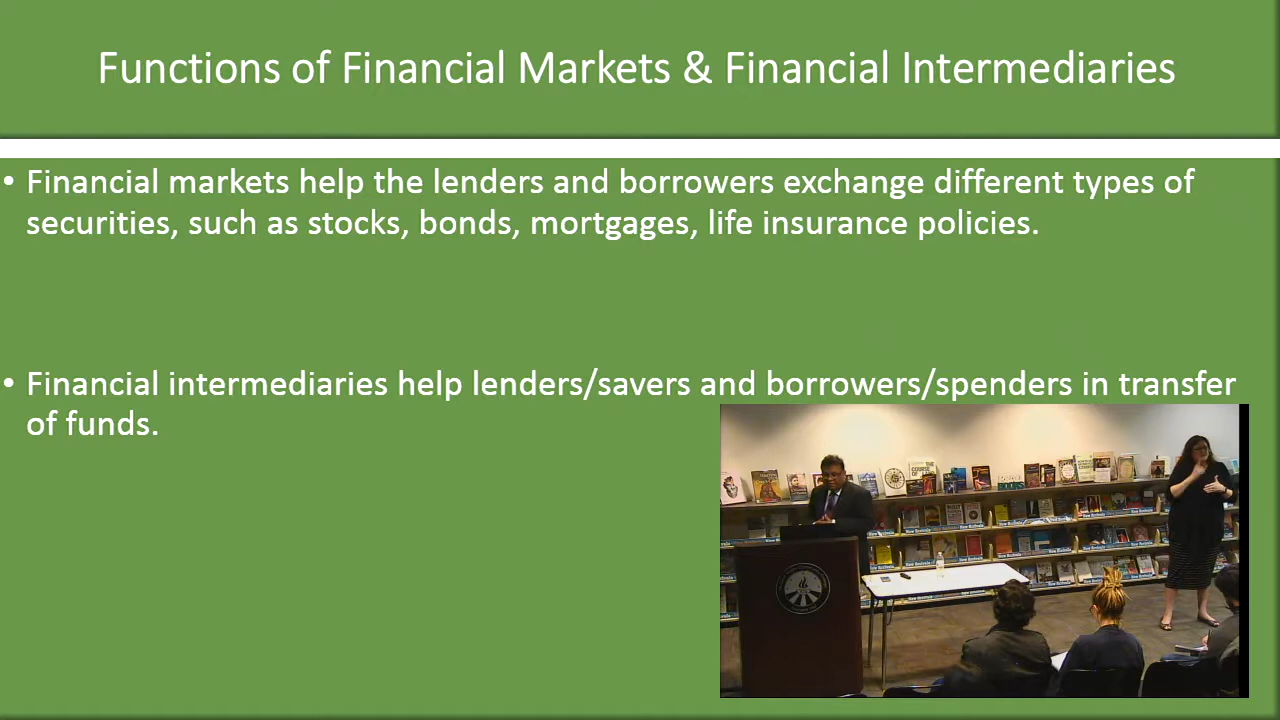 Functions of Financial Markets & Financial Intermediaries
• Financial markets help the lenders and borrowers exchange different types of
securities, such as stocks, bonds, mortgages, life insurance policies.
• Financial intermediaries help lenders/savers and borrowers/spenders in transfer
of funds.